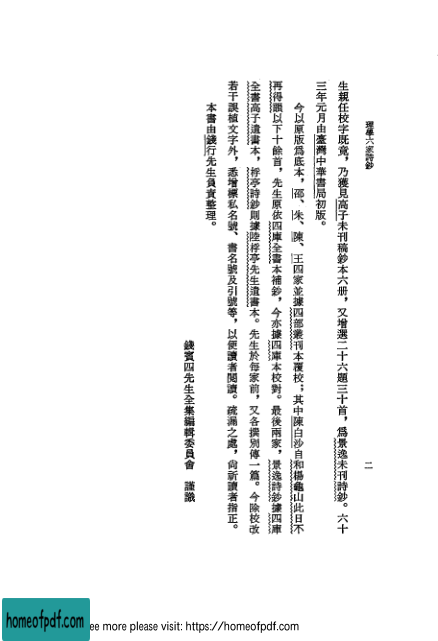 理學六家詩鈔
二
生親任校字既竟，乃獲見高子未刊稿鈔本六册，又增選二十六題三十首，爲景逸未刊詩鈔。六十
三年元月由臺灣中華書局初版。
今以原版爲底本，邵、朱、陳、王四家並據四部叢刊本覆校；其中陳白沙自和楊龜山此日不
再得韻以下十餘首，先生原依四庫全書本補鈔，今亦據四庫本校對。最後兩家，景逸詩鈔據四庫
全書高子遺書本，桴亭詩鈔則據陸桴亭先生遺書本。先生於每家前，又各撰別傳一篇。今除校改
若干誤植文字外，悉增標私名號、書名號及引號等，以便讀者閱讀。疏漏之處，尙祈讀者指正。
本書由錢行先生負責整理。
錢賓四先生全集編輯委員會　謹識
homeofpdf.com
ee more please visit: https://homeofpdf.com